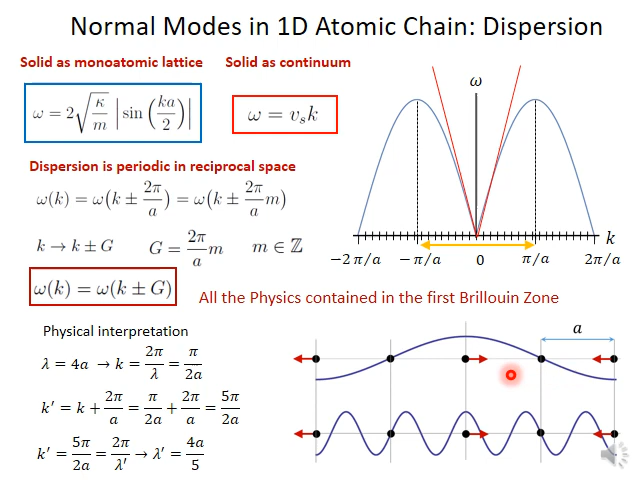 Normal Modes in 1D Atomic Chain: Dispersion
Solid as monoatomic lattice
Solid as continuum
ω = 2√(κ/m) |sin(ka/2)|
ω = v_s k
Dispersion is periodic in reciprocal space
ω(k) = ω(k ± 2π/a) = ω(k ± 2π/a m)
k → k ± G
G = 2π/a m
m ∈ ℤ
ω(k) = ω(k ± G)
ω
k
−2π/a
−π/a
0
π/a
2π/a
All the Physics contained in the first Brillouin Zone
Physical interpretation
λ = 4a → k = 2π/λ = π/2a
k′ = k + 2π/a = π/2a + 2π/a = 5π/2a
k′ = 5π/2a = 2π/λ′ → λ′ = 4a/5
a